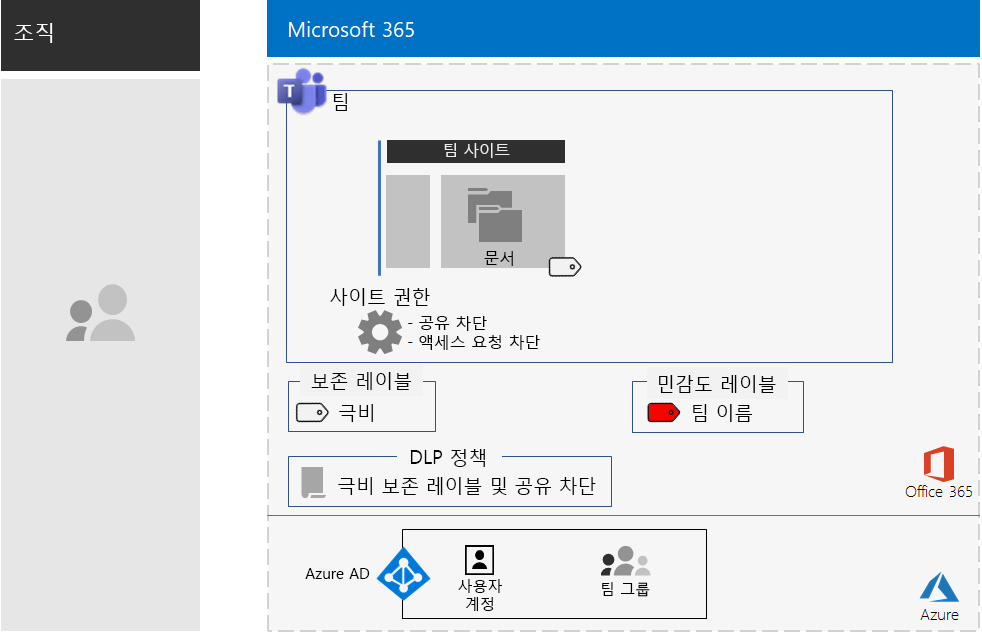 조직
Microsoft 365
T
팀
팀 사이트
문서
사이트 권한
- 공유 차단
- 액세스 요청 차단
보존 레이블
극비
민감도 레이블
팀 이름
DLP 정책
극비 보존 레이블 및 공유 차단
Office 365
Azure AD
사용자
계정
팀 그룹
Azure